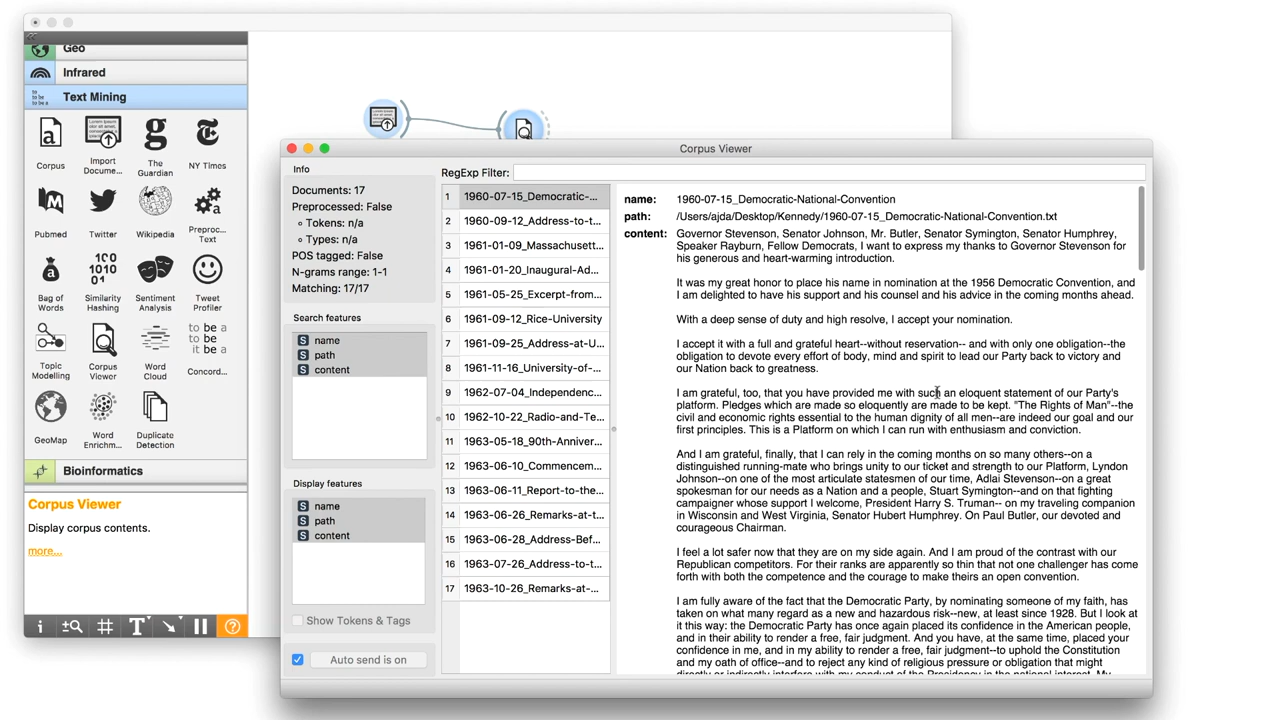 Geo
Infrared
Text Mining
Corpus
Import Docume...
The Guardian
NY Times
Pubmed
Twitter
Wikipedia
Preproc... Text
Bag of Words
Similarity Hashing
Sentiment Analysis
Tweet Profiler
Topic Modelling
Corpus Viewer
Word Cloud
Concord...
GeoMap
Word Enrichm...
Duplicate Detection
Bioinformatics
Corpus Viewer
Display corpus contents.
more...
Corpus Viewer
Info
Documents: 17
Preprocessed: False
◦ Tokens: n/a
◦ Types: n/a
POS tagged: False
N-grams range: 1-1
Matching: 17/17
Search features
S name
S path
S content
Display features
S name
S path
S content
Show Tokens & Tags
Auto send is on
RegExp Filter:
1 1960-07-15_Democratic-...
2 1960-09-12_Address-to-t...
3 1961-01-09_Massachusett...
4 1961-01-20_Inaugural-Ad...
5 1961-05-25_Excerpt-from...
6 1961-09-12_Rice-University
7 1961-09-25_Address-at-U...
8 1961-11-16_University-of-...
9 1962-07-04_Independenc...
10 1962-10-22_Radio-and-Te...
11 1963-05-18_90th-Anniver...
12 1963-06-10_Commencem...
13 1963-06-11_Report-to-the...
14 1963-06-26_Remarks-at-t...
15 1963-06-28_Address-Bef...
16 1963-07-26_Address-to-t...
17 1963-10-26_Remarks-at-...
name: 1960-07-15_Democratic-National-Convention
path: /Users/ajda/Desktop/Kennedy/1960-07-15_Democratic-National-Convention.txt
content: Governor Stevenson, Senator Johnson, Mr. Butler, Senator Symington, Senator Humphrey,
Speaker Rayburn, Fellow Democrats, I want to express my thanks to Governor Stevenson for
his generous and heart-warming introduction.
It was my great honor to place his name in nomination at the 1956 Democratic Convention, and
I am delighted to have his support and his counsel and his advice in the coming months ahead.
With a deep sense of duty and high resolve, I accept your nomination.
I accept it with a full and grateful heart--without reservation-- and with only one obligation--the
obligation to devote every effort of body, mind and spirit to lead our Party back to victory and
our Nation back to greatness.
I am grateful, too, that you have provided me with such an eloquent statement of our Party's
platform. Pledges which are made so eloquently are made to be kept. "The Rights of Man"--the
civil and economic rights essential to the human dignity of all men--are indeed our goal and our
first principles. This is a Platform on which I can run with enthusiasm and conviction.
And I am grateful, finally, that I can rely in the coming months on so many others--on a
distinguished running-mate who brings unity to our ticket and strength to our Platform, Lyndon
Johnson--on one of the most articulate statesmen of our time, Adlai Stevenson--on a great
spokesman for our needs as a Nation and a people, Stuart Symington--and on that fighting
campaigner whose support I welcome, President Harry S. Truman-- on my traveling companion
in Wisconsin and West Virginia, Senator Hubert Humphrey. On Paul Butler, our devoted and
courageous Chairman.
I feel a lot safer now that they are on my side again. And I am proud of the contrast with our
Republican competitors. For their ranks are apparently so thin that not one challenger has come
forth with both the competence and the courage to make theirs an open convention.
I am fully aware of the fact that the Democratic Party, by nominating someone of my faith, has
taken on what many regard as a new and hazardous risk--new, at least since 1928. But I look at
it this way: the Democratic Party has once again placed its confidence in the American people,
and in their ability to render a free, fair judgment. And you have, at the same time, placed your
confidence in me, and in my ability to render a free, fair judgment--to uphold the Constitution
and my oath of office--and to reject any kind of religious pressure or obligation that might
directly or indirectly interfere with my conduct of the Presidency in the national interest. My